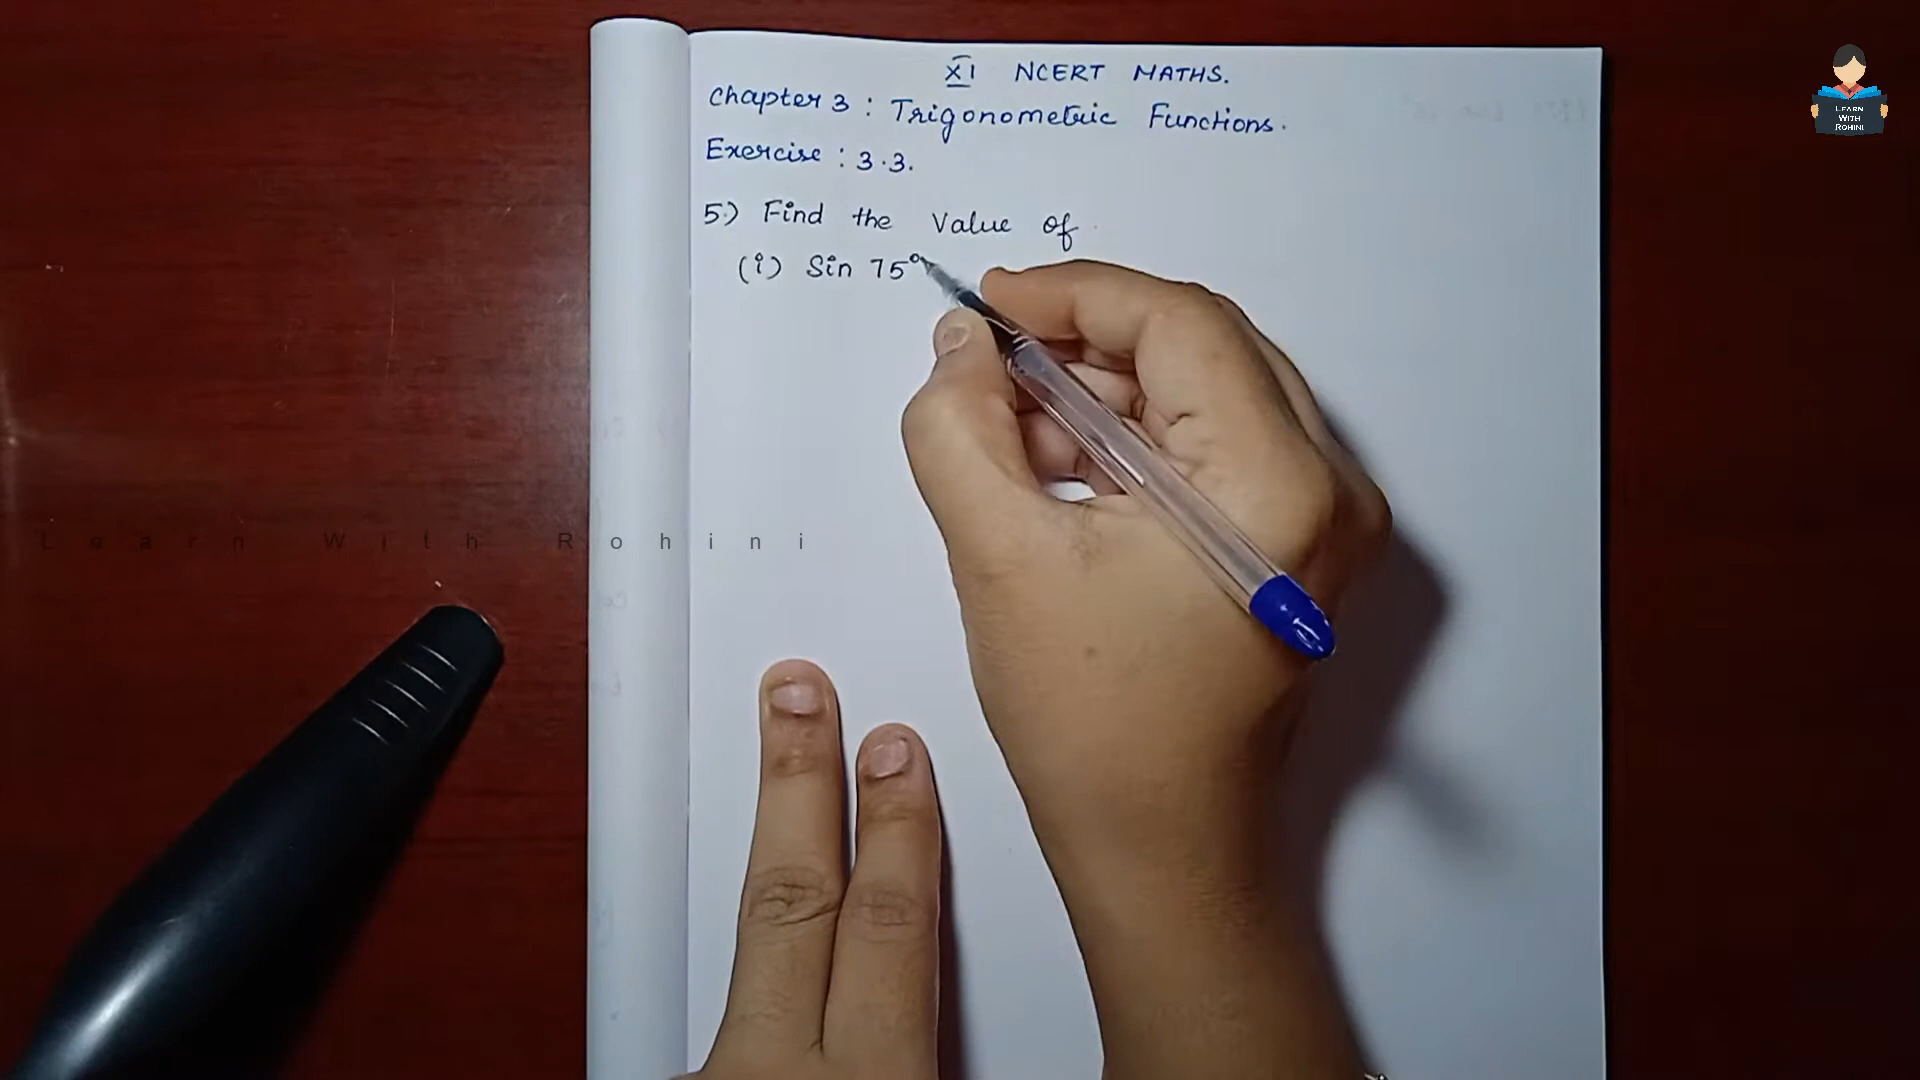 XI NCERT MATHS.
Chapter 3 : Trigonometric Functions.
Exercise : 3.3.
5.) Find the Value of
(i) Sin 75°
Learn With Rohini
LEARN
WITH
ROHINI